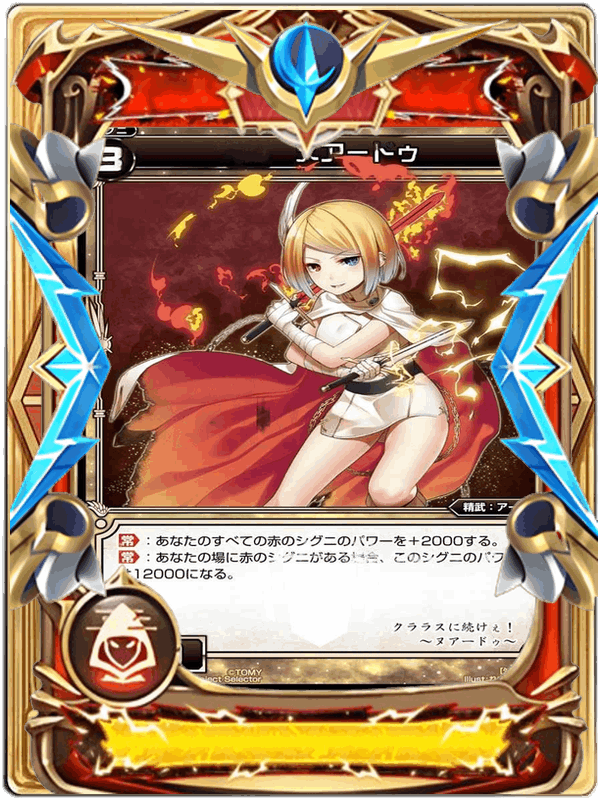 3
ヌアードゥ
精武：アー
常：あなたのすべての赤のシグニのパワーを＋2000する。
常：あなたの場に赤のシグニがある場合、このシグニのパワ
12000になる。
クララスに続けぇ！
～ヌアードゥ～
©TOMY
Selector
Illust.